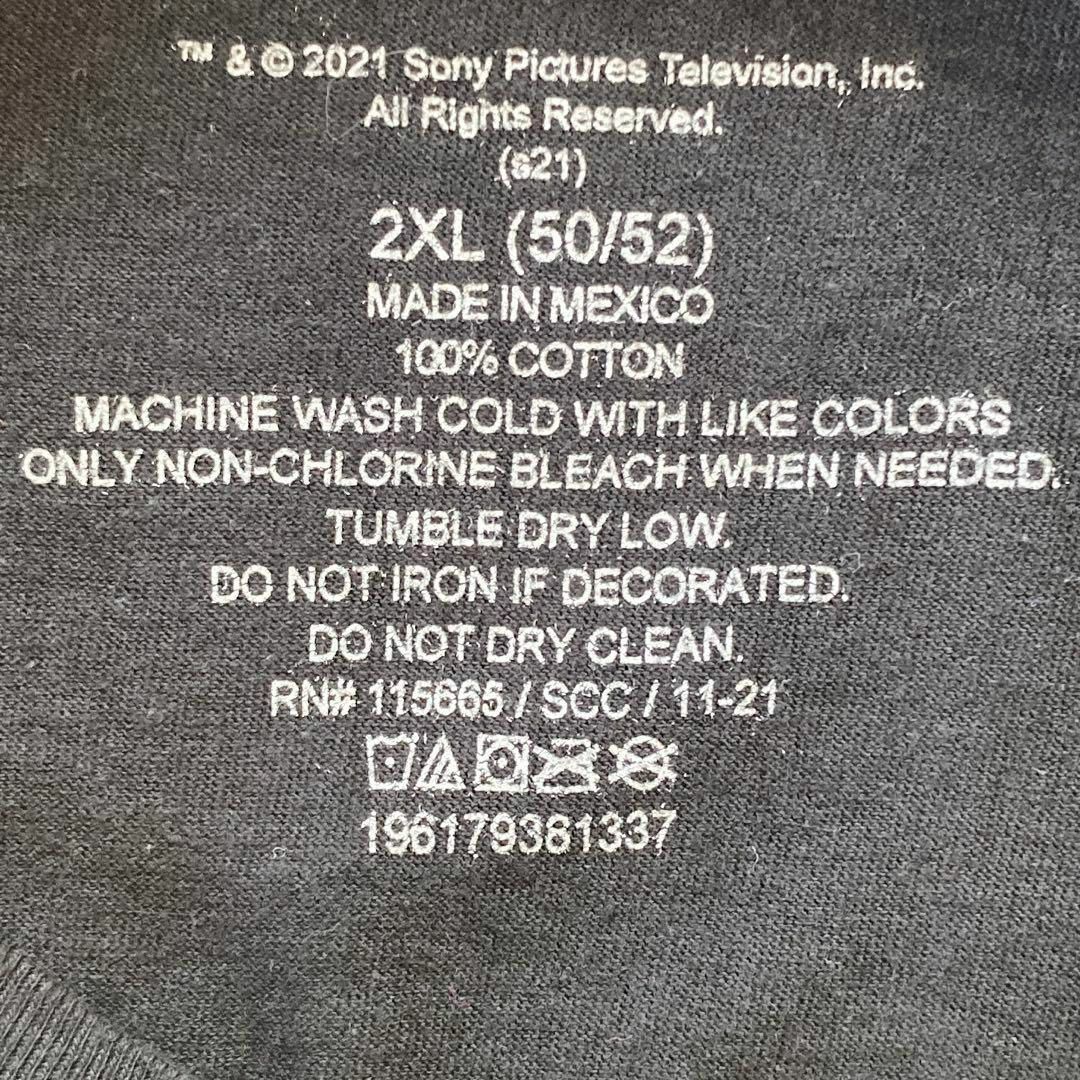 ™ & © 2021 Sony Pictures Television, Inc.
All Rights Reserved.
(s21)
2XL (50/52)
MADE IN MEXICO
100% COTTON
MACHINE WASH COLD WITH LIKE COLORS
ONLY NON-CHLORINE BLEACH WHEN NEEDED.
TUMBLE DRY LOW.
DO NOT IRON IF DECORATED.
DO NOT DRY CLEAN.
RN# 115665 / SCC / 11-21
196179381337